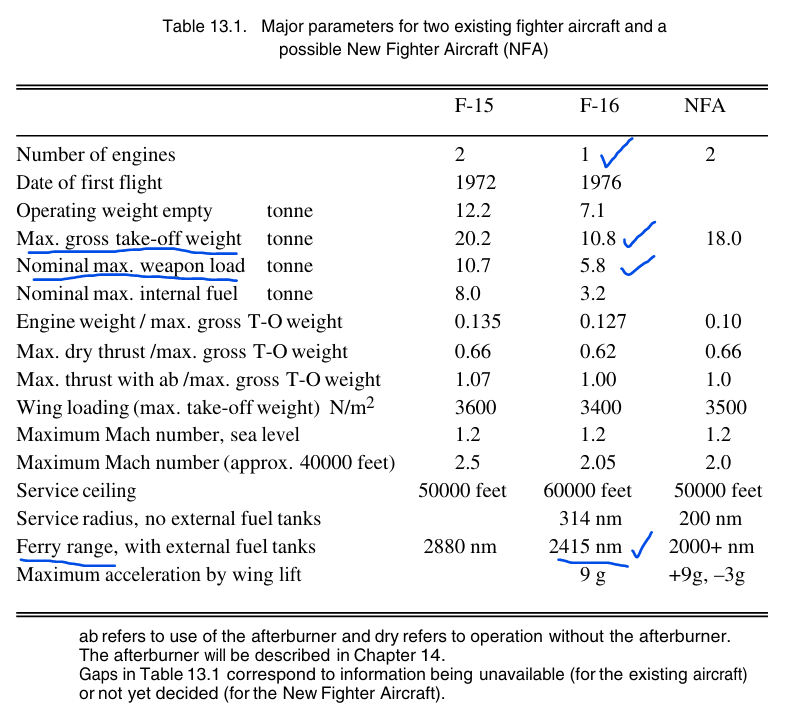 Table 13.1. Major parameters for two existing fighter aircraft and a
possible New Fighter Aircraft (NFA)
F-15 F-16 NFA
Number of engines 2 1 2
Date of first flight 1972 1976
Operating weight empty tonne 12.2 7.1
Max. gross take-off weight tonne 20.2 10.8 18.0
Nominal max. weapon load tonne 10.7 5.8
Nominal max. internal fuel tonne 8.0 3.2
Engine weight / max. gross T-O weight 0.135 0.127 0.10
Max. dry thrust /max. gross T-O weight 0.66 0.62 0.66
Max. thrust with ab /max. gross T-O weight 1.07 1.00 1.0
Wing loading (max. take-off weight) N/m2 3600 3400 3500
Maximum Mach number, sea level 1.2 1.2 1.2
Maximum Mach number (approx. 40000 feet) 2.5 2.05 2.0
Service ceiling 50000 feet 60000 feet 50000 feet
Service radius, no external fuel tanks 314 nm 200 nm
Ferry range, with external fuel tanks 2880 nm 2415 nm 2000+ nm
Maximum acceleration by wing lift 9 g +9g, –3g
ab refers to use of the afterburner and dry refers to operation without the afterburner.
The afterburner will be described in Chapter 14.
Gaps in Table 13.1 correspond to information being unavailable (for the existing aircraft)
or not yet decided (for the New Fighter Aircraft).